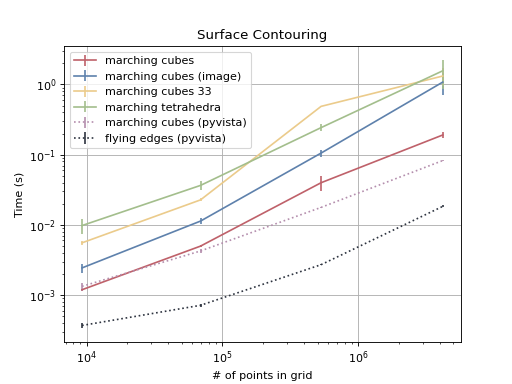 Surface Contouring
marching cubes
marching cubes (image)
marching cubes 33
marching tetrahedra
marching cubes (pyvista)
flying edges (pyvista)
Time (s)
10⁰
10⁻¹
10⁻²
10⁻³
10⁴ 10⁵ 10⁶
# of points in grid